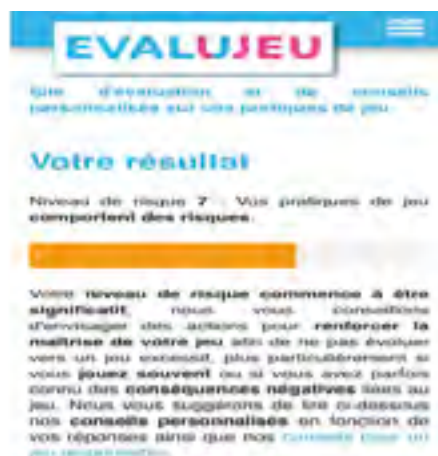 EVALUJEU
Site d'évaluation et de conseils
personnalisés sur vos pratiques de jeu
Votre résultat
Niveau de risque 7 : Vos pratiques de jeu
comportent des risques.
Votre niveau de risque commence à être
significatif, nous vous conseillons
d'envisager des actions pour renforcer la
maîtrise de votre jeu afin de ne pas évoluer
vers un jeu excessif, plus particulièrement si
vous jouez souvent ou si vous avez parfois
connu des conséquences négatives liées au
jeu. Nous vous suggérons de lire ci-dessous
nos conseils personnalisés en fonction de
vos réponses ainsi que nos conseils pour un